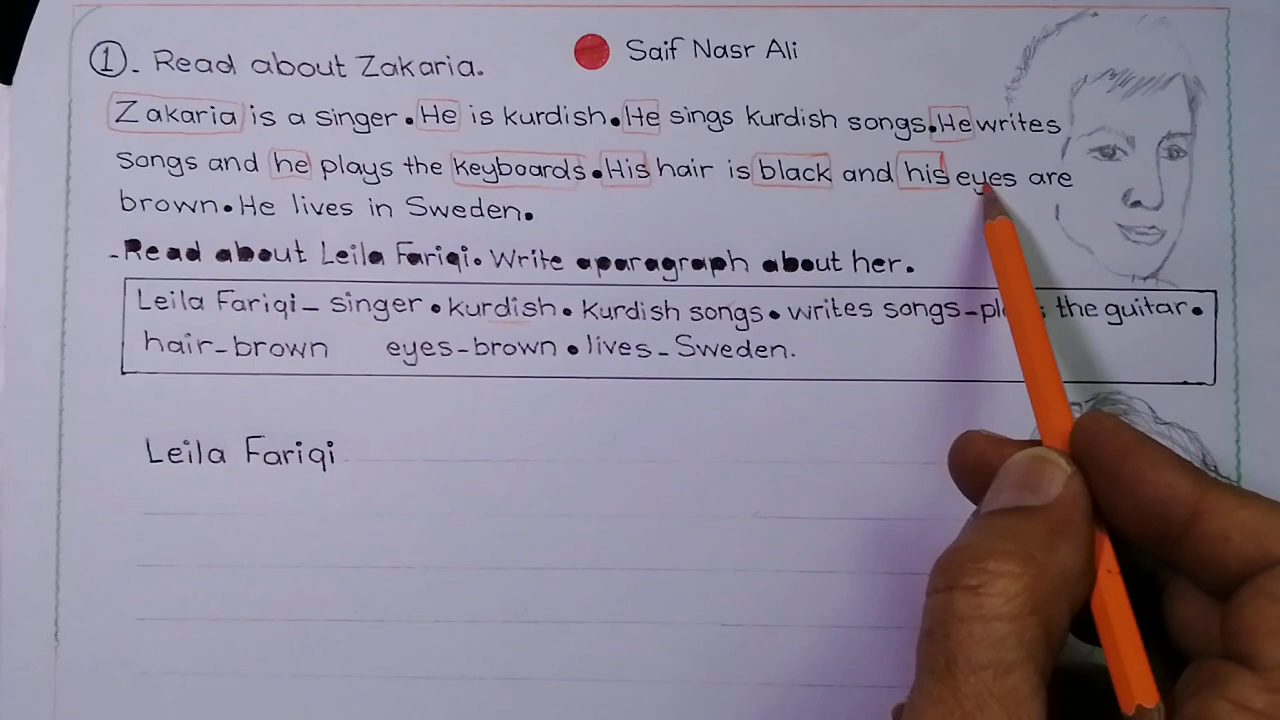 ①. Read about Zakaria.
Saif Nasr Ali
Zakaria is a singer. He is kurdish. He sings kurdish songs. He writes
songs and he plays the keyboards. His hair is black and his eyes are
brown. He lives in Sweden.
- Read about Leila Fariqi. Write a paragraph about her.
Leila Fariqi - singer • kurdish • kurdish songs • writes songs - the guitar •
hair - brown eyes - brown • lives - Sweden.
Leila Fariqi